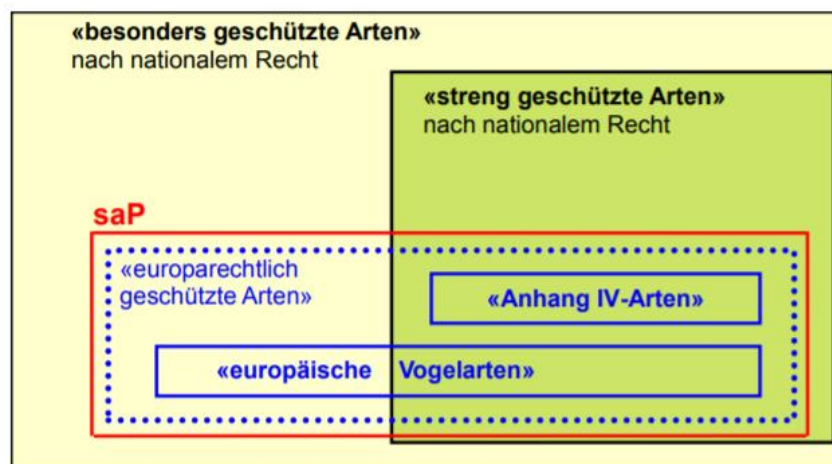 «besonders geschützte Arten»
nach nationalem Recht
«streng geschützte Arten»
nach nationalem Recht
saP
«europarechtlich
geschützte Arten»
«Anhang IV-Arten»
«europäische Vogelarten»